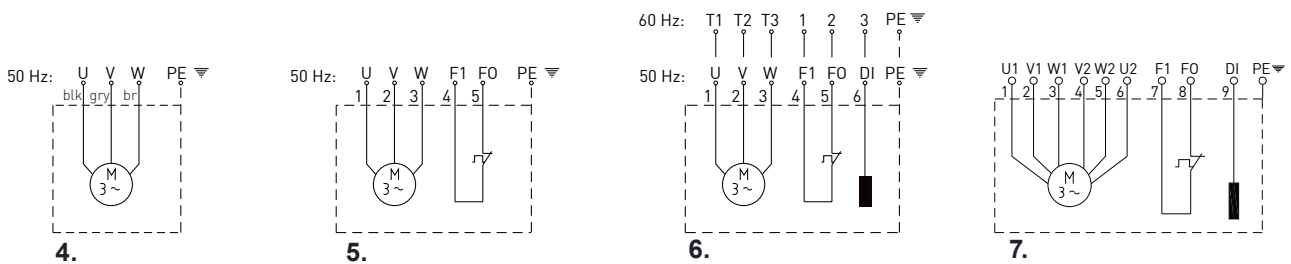 60 Hz: T1 T2 T3 1 2 3 PE
50 Hz: U V W PE
blk gry br
M
3 ~
4.
50 Hz: U V W F1 F0 PE
1 2 3 4 5
M
3 ~
5.
50 Hz: U V W F1 F0 DI PE
1 2 3 4 5 6
M
3 ~
6.
U1 V1 W1 V2 W2 U2 F1 F0 DI PE
1 2 3 4 5 6 7 8 9
M
3 ~
7.